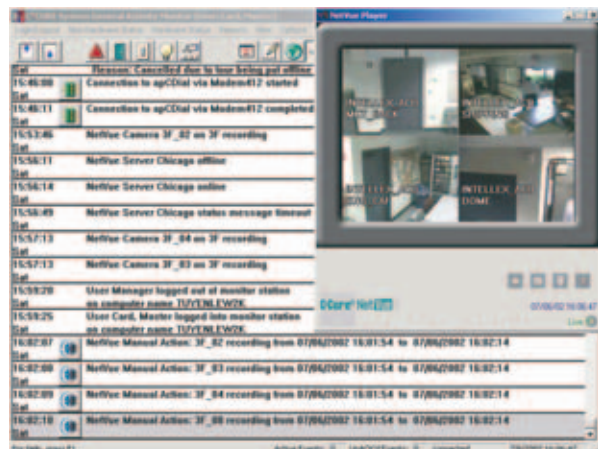 NetVue Player
Sat Reason: Cancelled due to tour being put offline
15:46:08 Connection to apCDial via Modem412 started
Sat
15:46:11 Connection to apCDial via Modem412 completed
Sat
15:53:46 NetVue Camera 3F_02 on 3F recording
Sat
15:56:11 NetVue Server Chicago offline
Sat
15:56:14 NetVue Server Chicago online
Sat
15:56:49 NetVue Server Chicago status message timeout
Sat
15:57:13 NetVue Camera 3F_04 on 3F recording
Sat
15:57:13 NetVue Camera 3F_03 on 3F recording
Sat
15:59:20 User Manager logged out of monitor station
Sat on computer name TUYENLEW2K
15:59:25 User Card, Master logged into monitor station
Sat on computer name TUYENLEW2K
16:02:07 NetVue Manual Action: 3F_02 recording from 07/06/2002 16:01:54 to 07/06/2002 16:02:14
Sat
16:02:08 NetVue Manual Action: 3F_03 recording from 07/06/2002 16:01:54 to 07/06/2002 16:02:14
Sat
16:02:09 NetVue Manual Action: 3F_04 recording from 07/06/2002 16:01:54 to 07/06/2002 16:02:14
Sat
16:02:10 NetVue Manual Action: 3F_08 recording from 07/06/2002 16:01:54 to 07/06/2002 16:02:14
Sat
INTELLEX
INTELLEX
DOME
CCure NetVue
07/06/02 16:06:47
Live